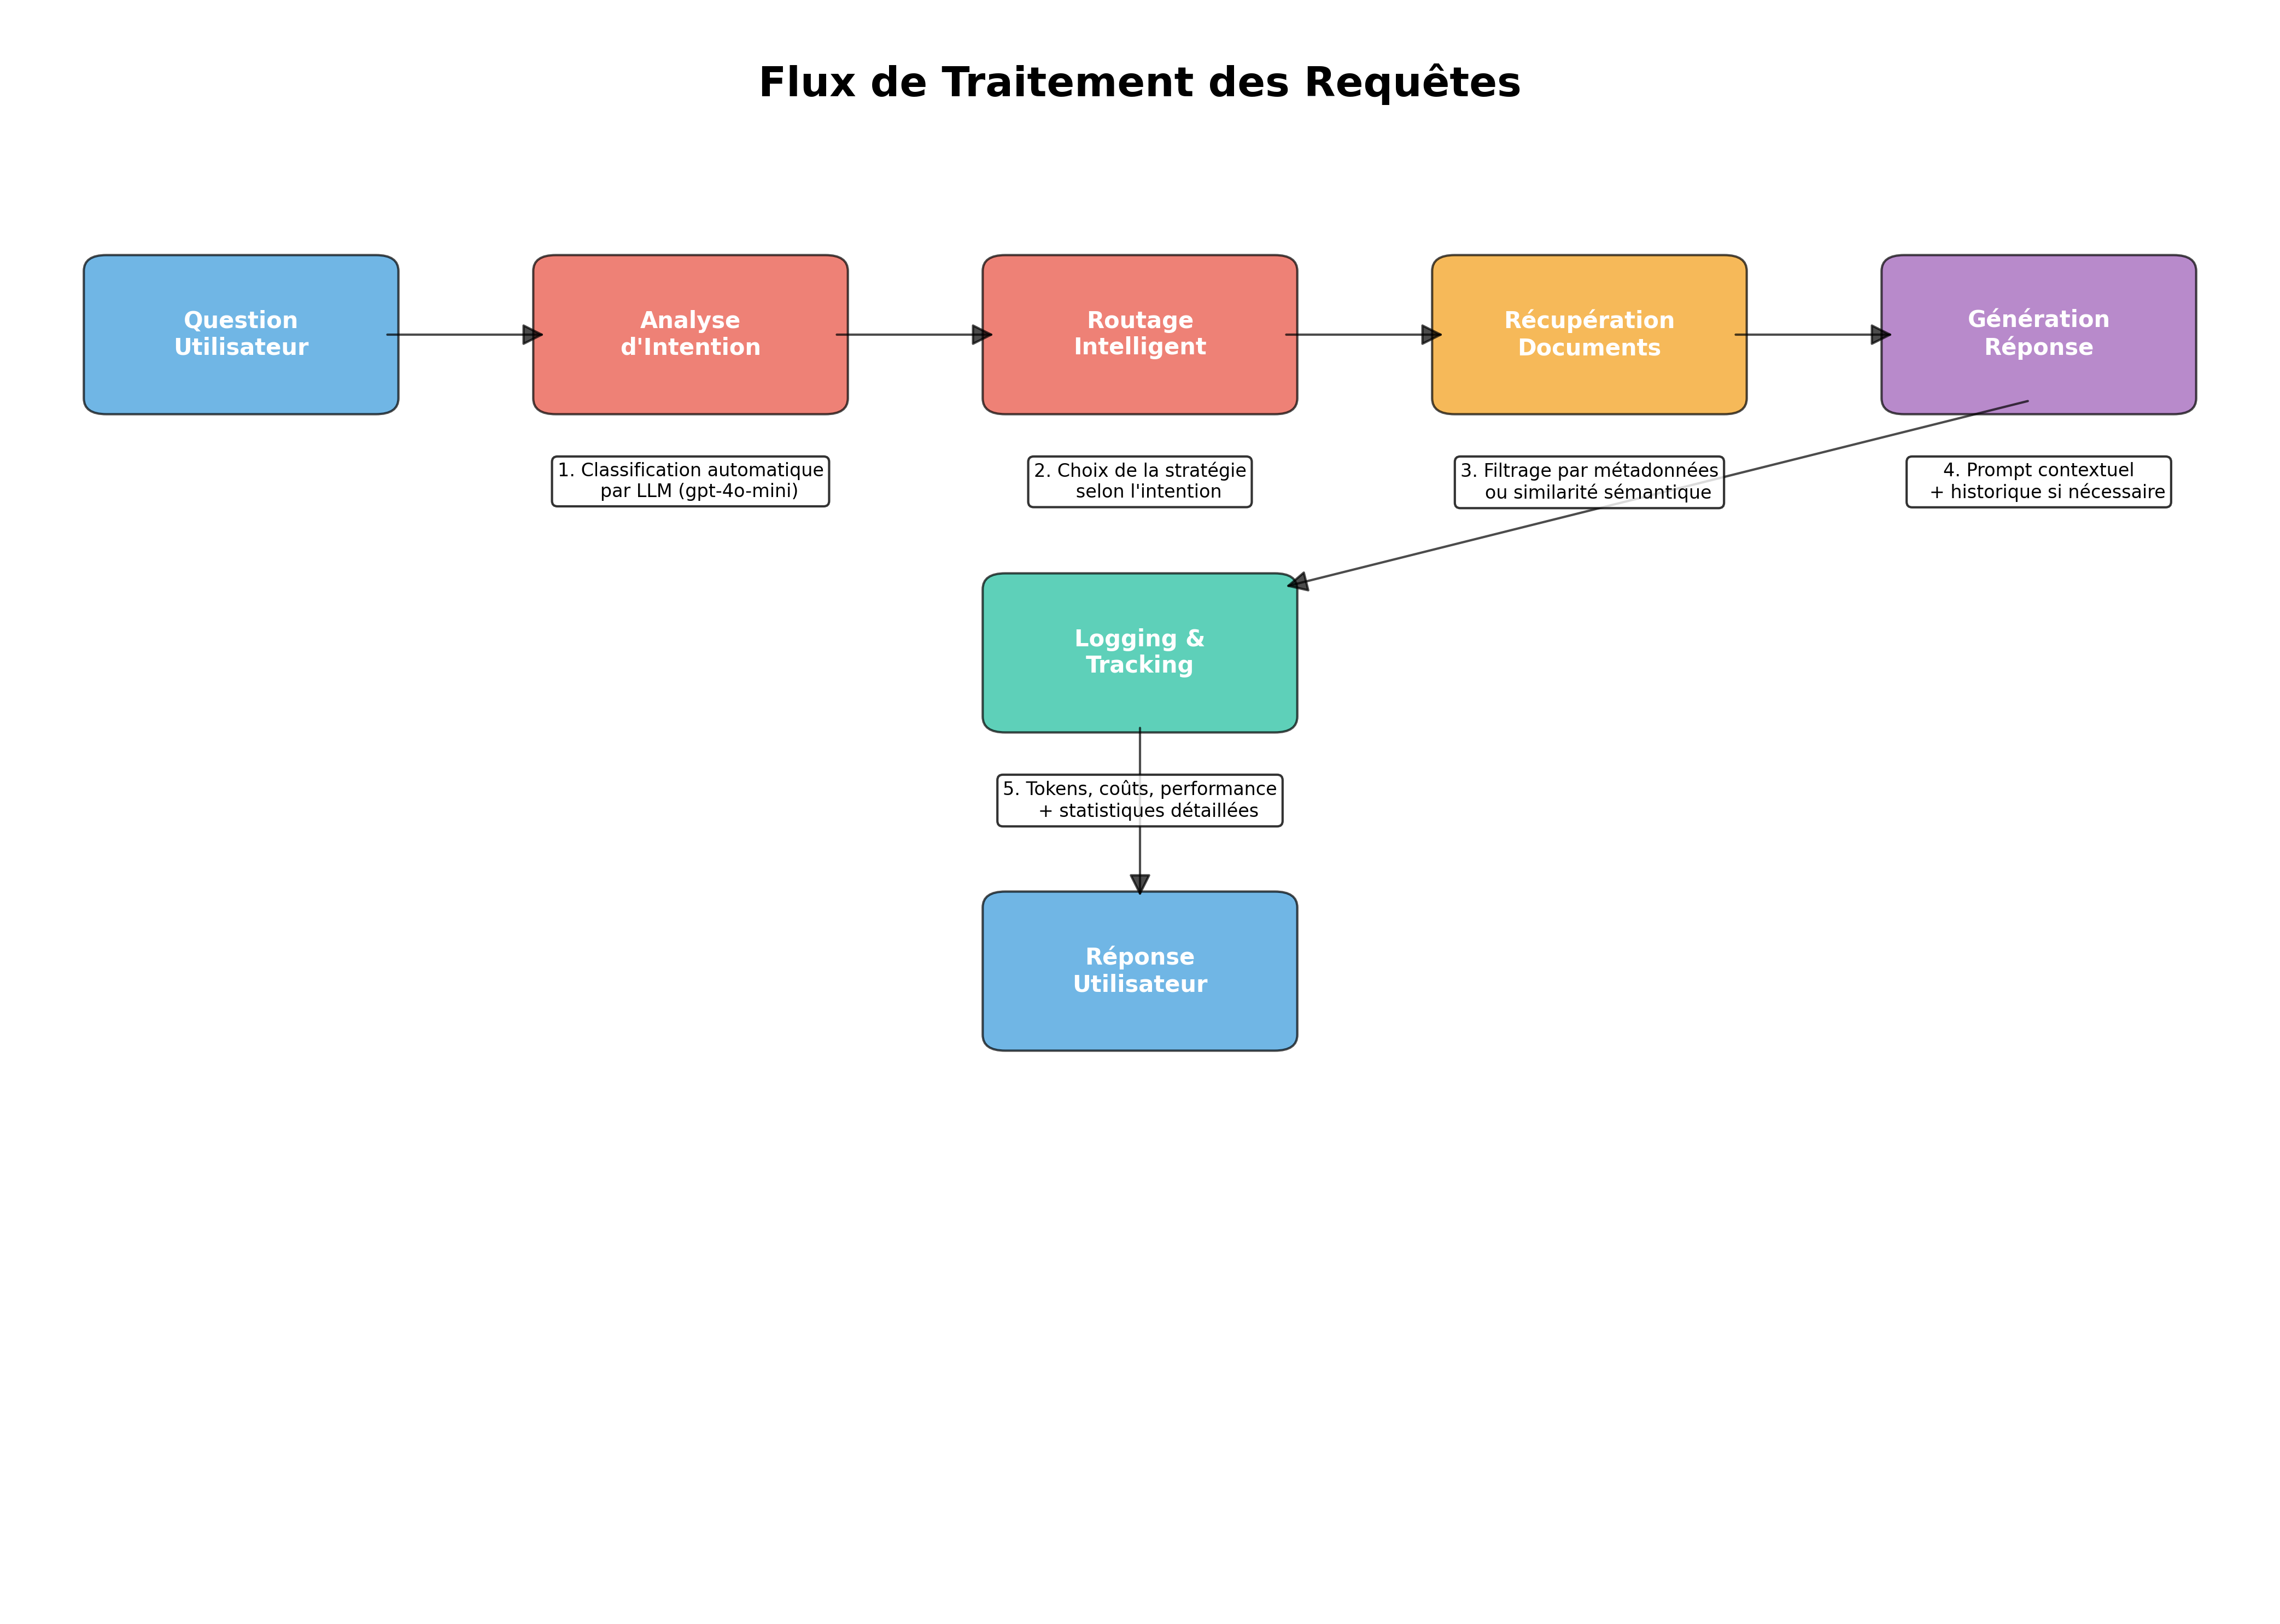 Flux de Traitement des Requêtes
Question
Utilisateur
Analyse
d'Intention
Routage
Intelligent
Récupération
Documents
Génération
Réponse
1. Classification automatique
par LLM (gpt-4o-mini)
2. Choix de la stratégie
selon l'intention
3. Filtrage par métadonnées
ou similarité sémantique
4. Prompt contextuel
+ historique si nécessaire
Logging &
Tracking
5. Tokens, coûts, performance
+ statistiques détaillées
Réponse
Utilisateur